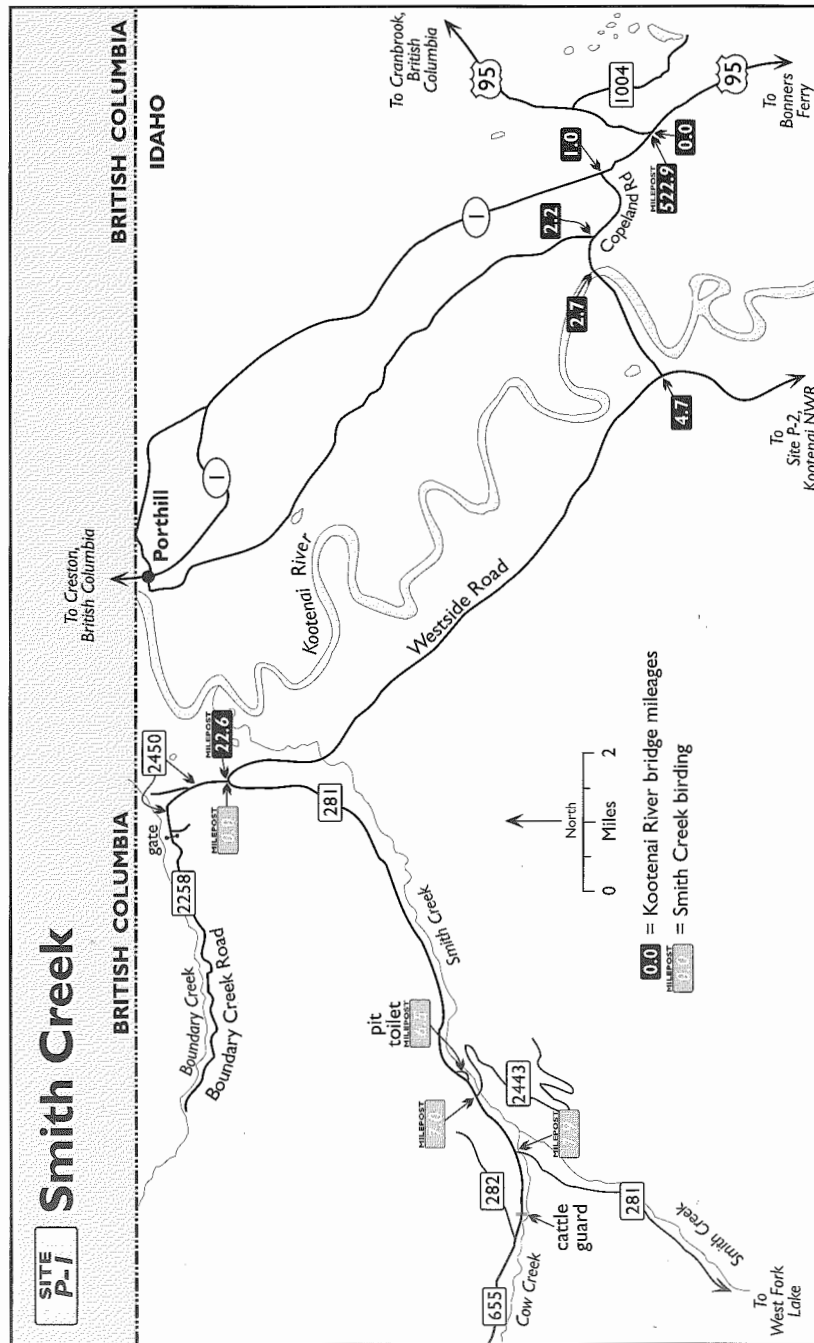 SITE
P-1
Smith Creek
BRITISH COLUMBIA
BRITISH COLUMBIA
IDAHO
To Creston,
British Columbia
Porthill
1
1
To Cranbrook,
British
Columbia
95
1004
95
To
Bonners
Ferry
1.0
0.0
MILEPOST
522.9
2.2
Copeland Rd
2.7
4.7
To
Site P-2,
Kootenai NWR
Kootenai River
Westside Road
2450
gate
MILEPOST
22.6
MILEPOST
0.0
2258
Boundary Creek
Boundary Creek Road
281
Smith Creek
pit
toilet
MILEPOST
MILEPOST
2443
MILEPOST
282
cattle
guard
655
Cow Creek
281
Smith Creek
To
West Fork
Lake
North
0 Miles 2
0.0 = Kootenai River bridge mileages
MILEPOST
0.0 = Smith Creek birding